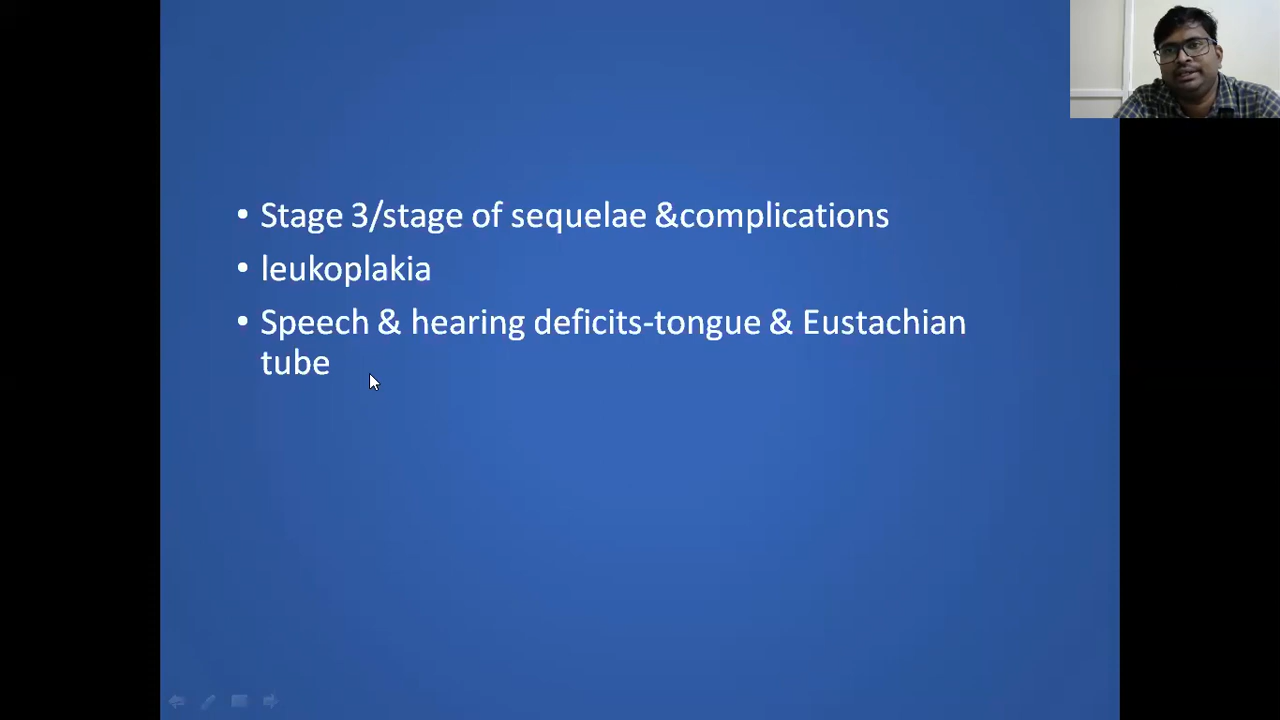 • Stage 3/stage of sequelae &complications
• leukoplakia
• Speech & hearing deficits-tongue & Eustachian
tube